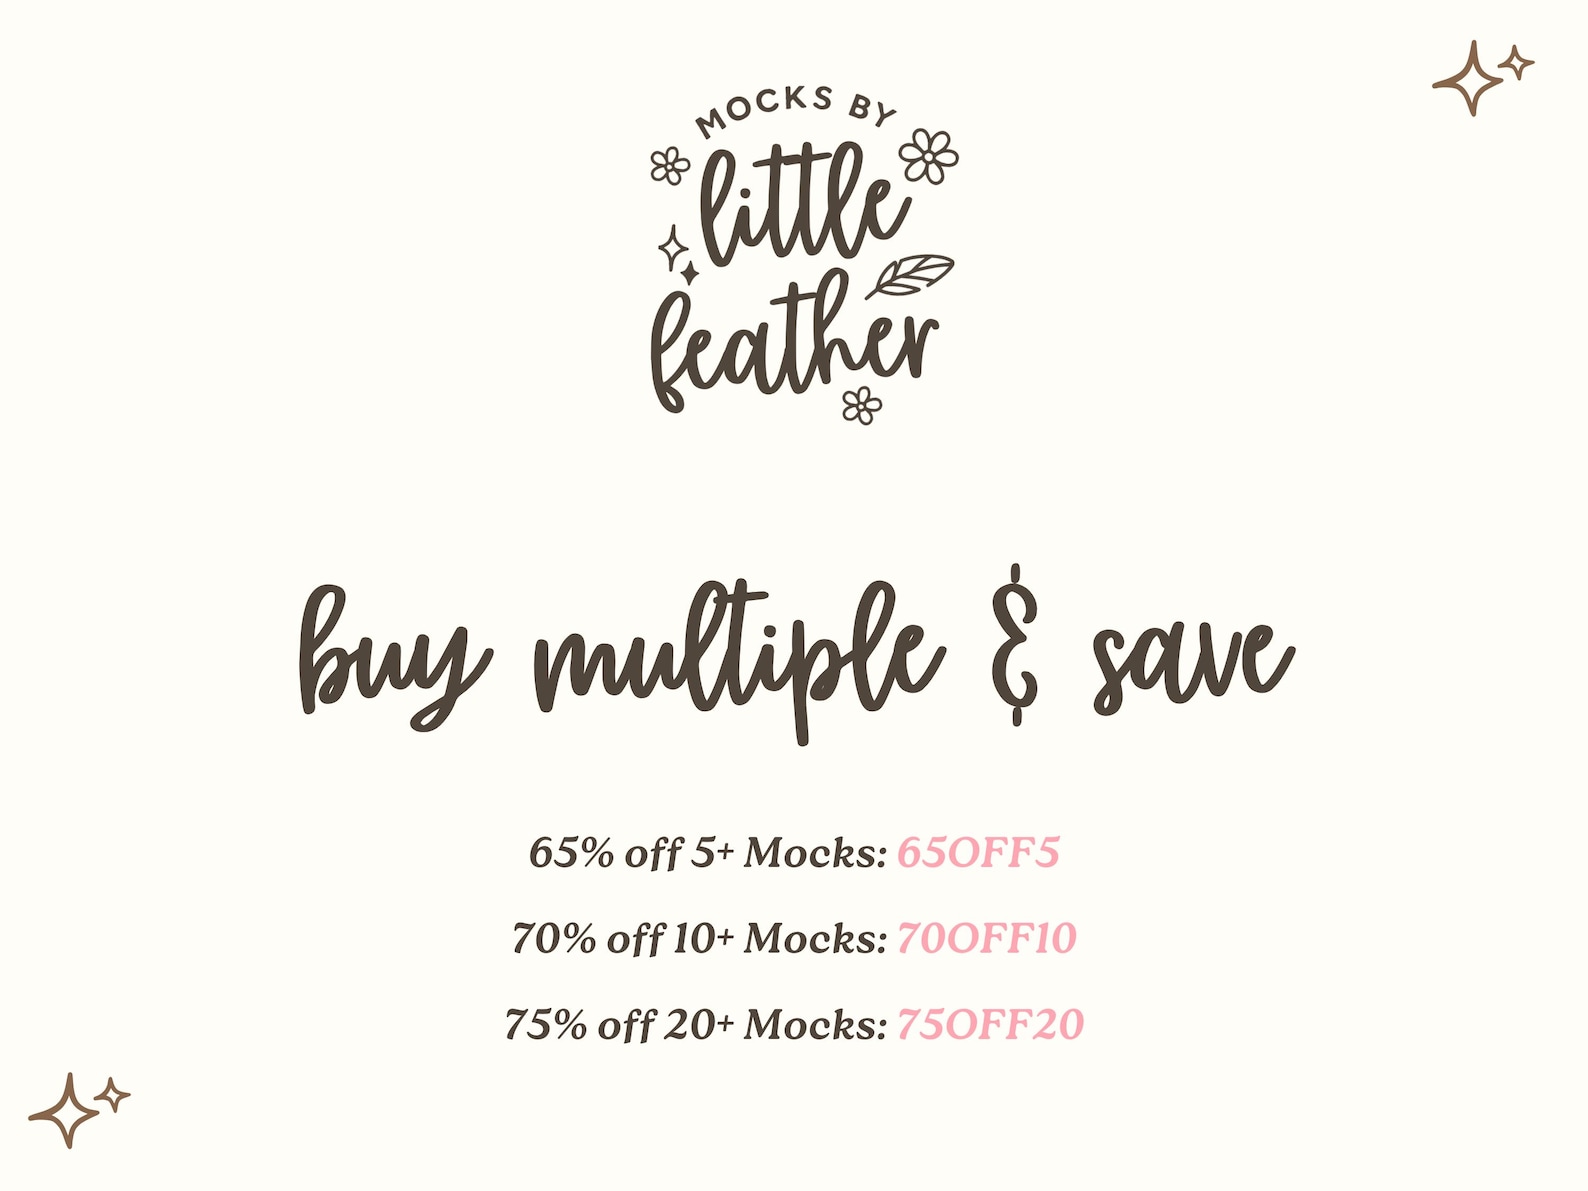 MOCKS BY
little
feather
buy multiple & save
65% off 5+ Mocks: 65OFF5
70% off 10+ Mocks: 70OFF10
75% off 20+ Mocks: 75OFF20